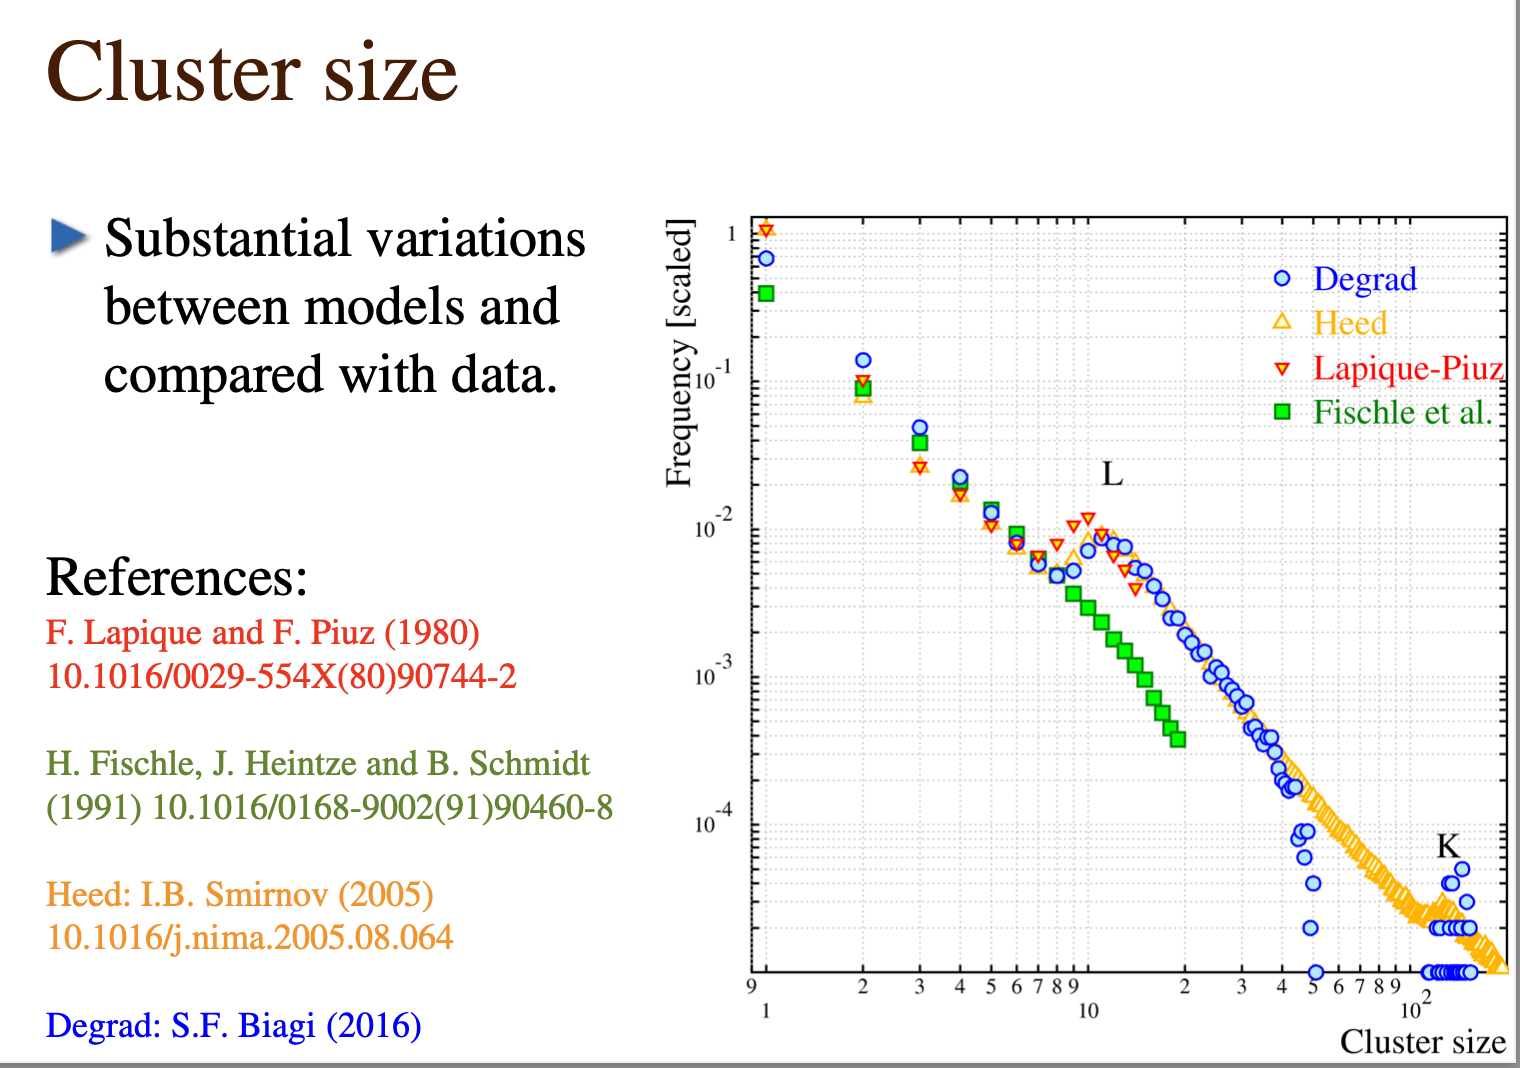 Cluster size
Substantial variations
between models and
compared with data.
References:
F. Lapique and F. Piuz (1980)
10.1016/0029-554X(80)90744-2
H. Fischle, J. Heintze and B. Schmidt
(1991) 10.1016/0168-9002(91)90460-8
Heed: I.B. Smirnov (2005)
10.1016/j.nima.2005.08.064
Degrad: S.F. Biagi (2016)
Frequency [scaled]
1
10-1
10-2
10-3
10-4
Degrad
Heed
Lapique-Piuz
Fischle et al.
L
K
9 2 3 4 5 6 7 8 9 2 3 4 5 6 7 8 9 2
1 10 10
Cluster size